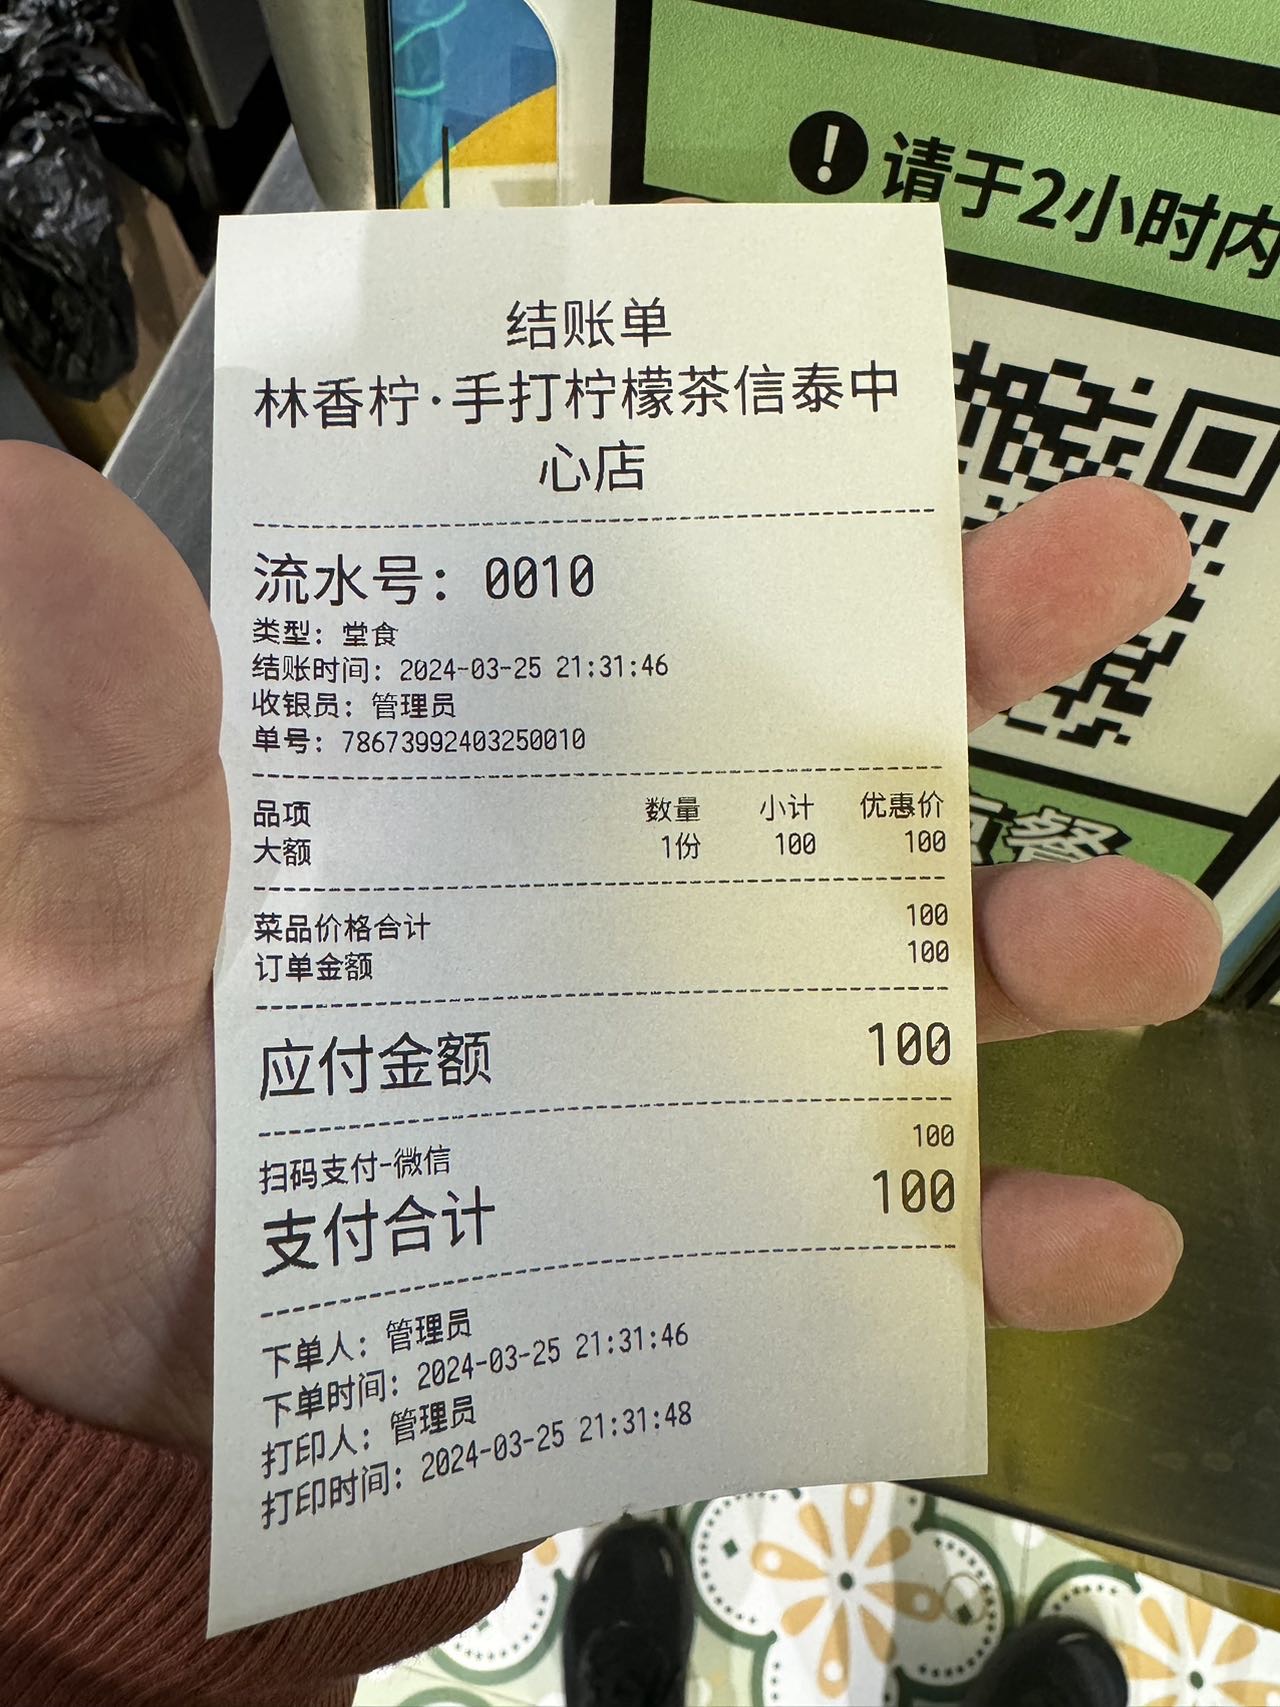 请于2小时内
结账单
林香柠·手打柠檬茶信泰中
心店
流水号: 0010
类型: 堂食
结账时间: 2024-03-25 21:31:46
收银员: 管理员
单号: 78673992403250010
品项 数量 小计 优惠价
大额 1份 100 100
菜品价格合计 100
订单金额 100
应付金额 100
扫码支付-微信 100
支付合计 100
下单人: 管理员
下单时间: 2024-03-25 21:31:46
打印人: 管理员
打印时间: 2024-03-25 21:31:48
餐